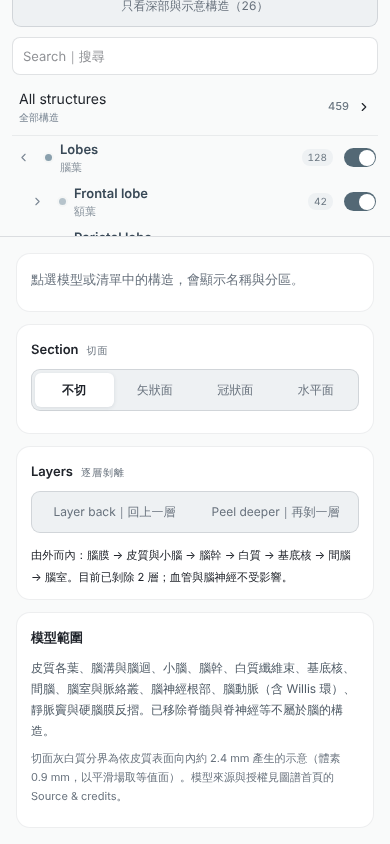 只看深部與示意構造（26）
Search｜搜尋
All structures
459
全部構造
Lobes
128
腦葉
Frontal lobe
42
額葉
點選模型或清單中的構造，會顯示名稱與分區。
Section 切面
不切 矢狀面 冠狀面 水平面
Layers 逐層剝離
Layer back｜回上一層 Peel deeper｜再剝一層
由外而內：腦膜 → 皮質與小腦 → 腦幹 → 白質 → 基底核 → 間腦
→ 腦室。目前已剝除 2 層；血管與腦神經不受影響。
模型範圍
皮質各葉、腦溝與腦迴、小腦、腦幹、白質纖維束、基底核、
間腦、腦室與脈絡叢、腦神經根部、腦動脈（含 Willis 環）、
靜脈竇與硬腦膜反摺。已移除脊髓與脊神經等不屬於腦的構
造。
切面灰白質分界為依皮質表面向內約 2.4 mm 產生的示意（體素
0.9 mm，以平滑場取等值面）。模型來源與授權見圖譜首頁的
Source & credits。